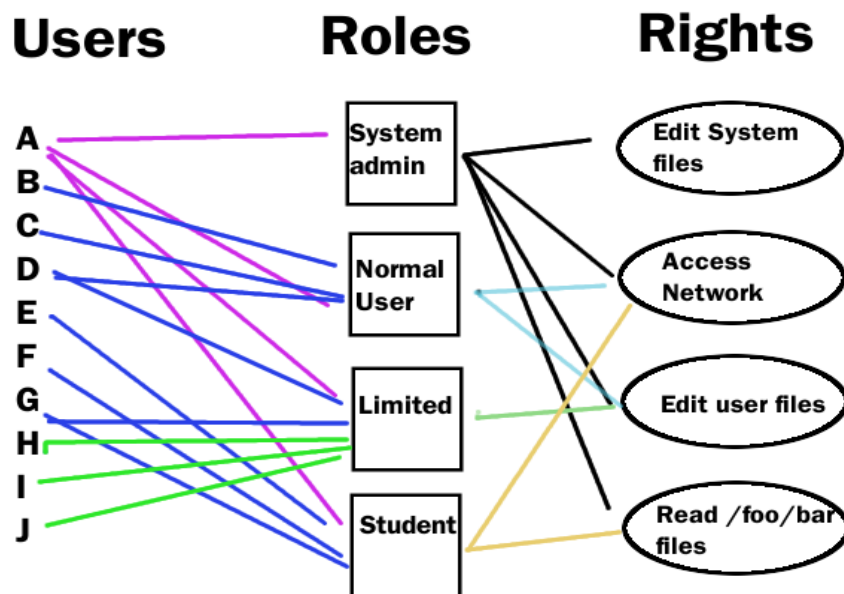 Users
Roles
Rights
A
B
C
D
E
F
G
H
I
J
System
admin
Normal
User
Limited
Student
Edit System
files
Access
Network
Edit user files
Read /foo/bar
files